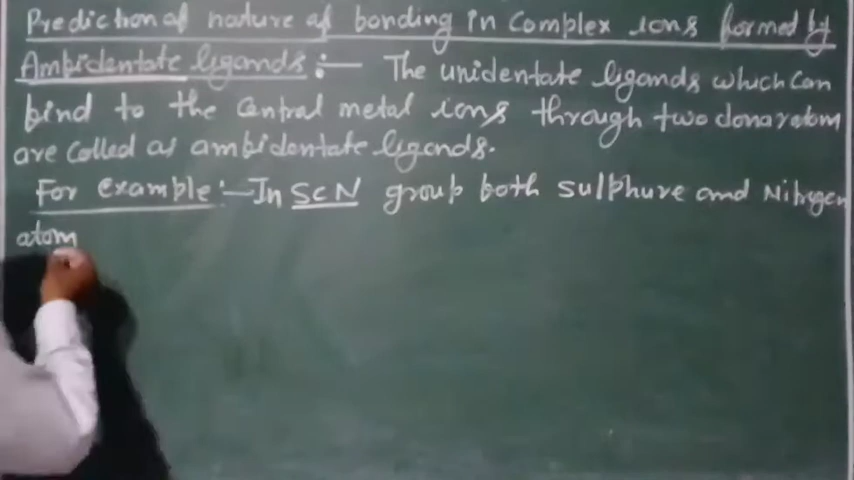 Prediction of nature of bonding in Complex ions formed by
Ambidentate ligands :— The unidentate ligands which can
bind to the central metal ions through two donar atom
are called as ambidentate ligands.
For example :— In SCN group both sulphure and Nitrogen
atom